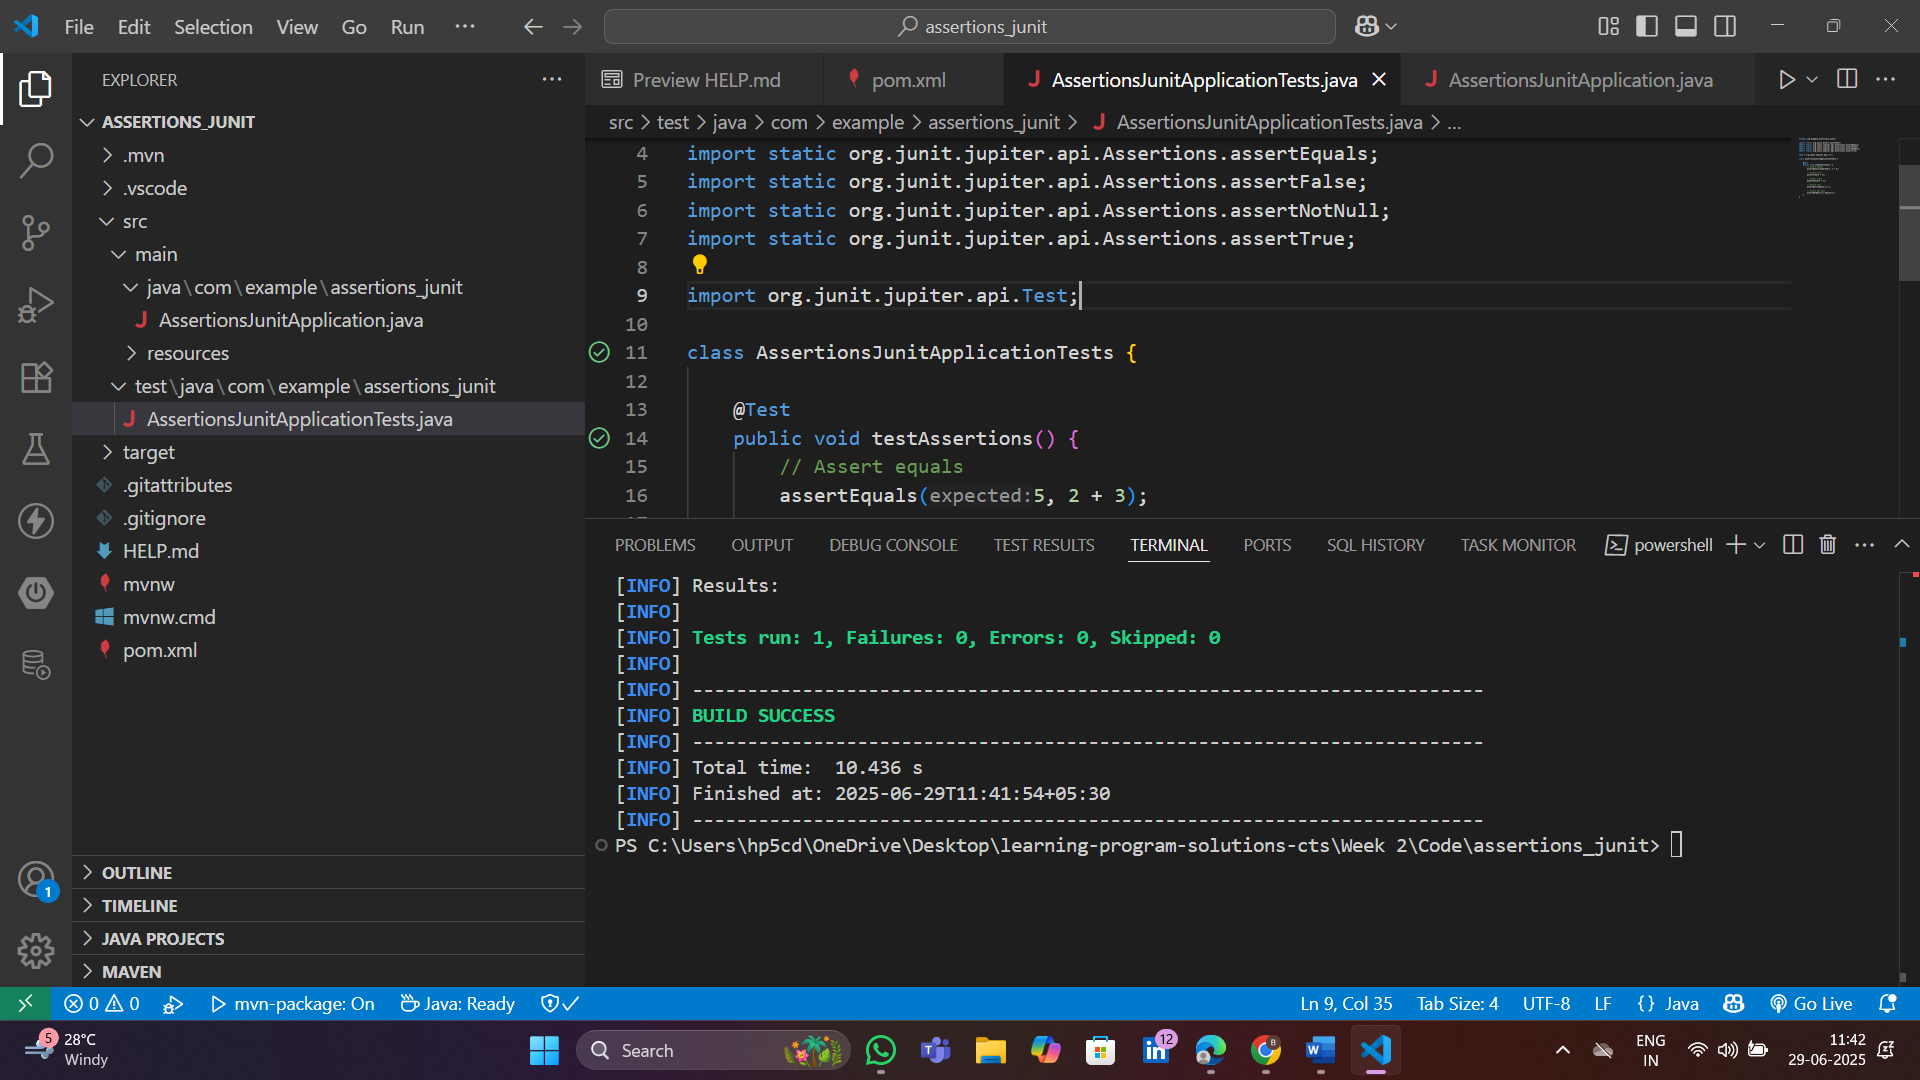 File Edit Selection View Go Run ··· assertions_junit
EXPLORER
ASSERTIONS_JUNIT
.mvn
.vscode
src
main
java\com\example\assertions_junit
AssertionsJunitApplication.java
resources
test\java\com\example\assertions_junit
AssertionsJunitApplicationTests.java
target
.gitattributes
.gitignore
HELP.md
mvnw
mvnw.cmd
pom.xml
OUTLINE
TIMELINE
JAVA PROJECTS
MAVEN
Preview HELP.md pom.xml AssertionsJunitApplicationTests.java AssertionsJunitApplication.java
src > test > java > com > example > assertions_junit > AssertionsJunitApplicationTests.java > ...
4 import static org.junit.jupiter.api.Assertions.assertEquals;
5 import static org.junit.jupiter.api.Assertions.assertFalse;
6 import static org.junit.jupiter.api.Assertions.assertNotNull;
7 import static org.junit.jupiter.api.Assertions.assertTrue;
8
9 import org.junit.jupiter.api.Test;
10
11 class AssertionsJunitApplicationTests {
12
13 @Test
14 public void testAssertions() {
15 // Assert equals
16 assertEquals(expected:5, 2 + 3);
PROBLEMS OUTPUT DEBUG CONSOLE TEST RESULTS TERMINAL PORTS SQL HISTORY TASK MONITOR powershell
[INFO] Results:
[INFO]
[INFO] Tests run: 1, Failures: 0, Errors: 0, Skipped: 0
[INFO]
[INFO] ------------------------------------------------------------------------
[INFO] BUILD SUCCESS
[INFO] ------------------------------------------------------------------------
[INFO] Total time:  10.436 s
[INFO] Finished at: 2025-06-29T11:41:54+05:30
[INFO] ------------------------------------------------------------------------
PS C:\Users\hp5cd\OneDrive\Desktop\learning-program-solutions-cts\Week 2\Code\assertions_junit>
1
0 0 mvn-package: On Java: Ready Ln 9, Col 35 Tab Size: 4 UTF-8 LF {} Java Go Live
5 28°C
Windy
Search
12
ENG
IN
11:42
29-06-2025